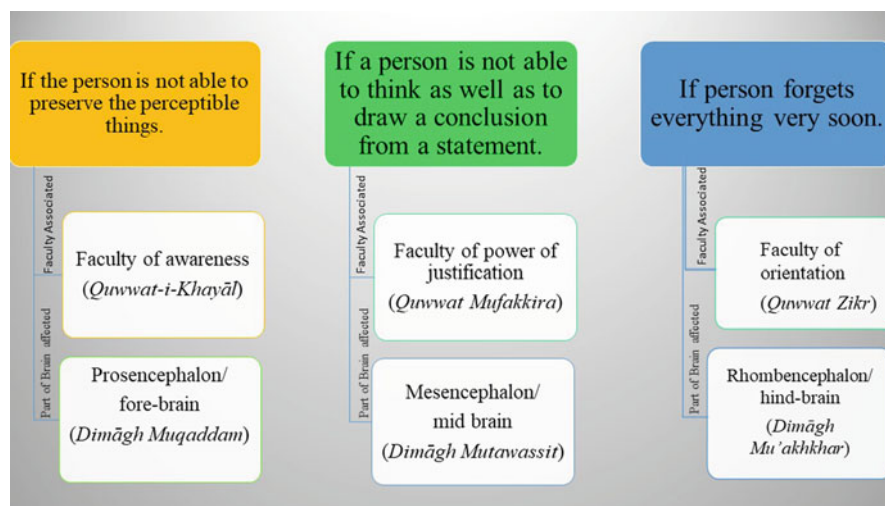 If the person is not able to
preserve the perceptible
things.
Faculty Associated
Faculty of awareness
(Quwwat-i-Khayāl)
Part of Brain affected
Prosencephalon/
fore-brain
(Dimāgh Muqaddam)
If a person is not able
to think as well as to
draw a conclusion
from a statement.
Faculty Associated
Faculty of power of
justification
(Quwwat Mufakkira)
Part of Brain affected
Mesencephalon/
mid brain
(Dimāgh Mutawassit)
If person forgets
everything very soon.
Faculty Associated
Faculty of
orientation
(Quwwat Zikr)
Part of Brain affected
Rhombencephalon/
hind-brain
(Dimāgh
Mu’akhkhar)